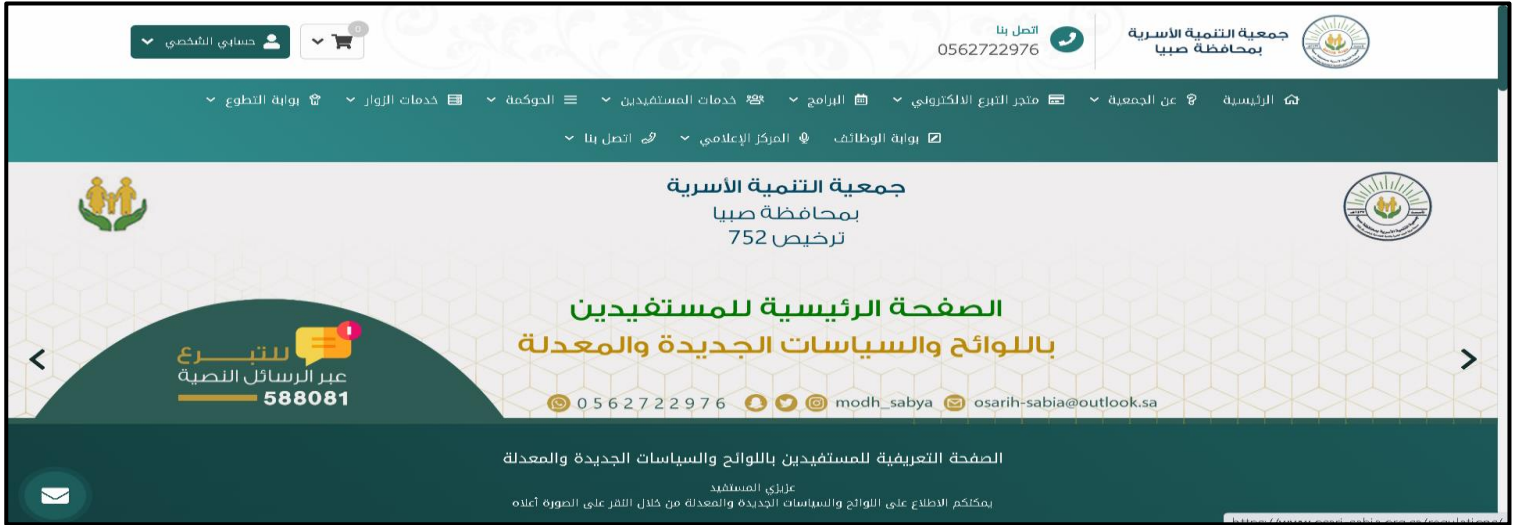 جمعية التنمية الأسرية
بمحافظة صبيا
اتصل بنا
0562722976
0
حسابي الشخصي
الرئيسية عن الجمعية متجر التبرع الالكتروني البرامج خدمات المستفيدين الحوكمة خدمات الزوار بوابة التطوع
بوابة الوظائف المركز الإعلامي اتصل بنا
جمعية التنمية الأسرية
بمحافظة صبيا
ترخيص 752
الصفحة الرئيسية للمستفيدين
باللوائح والسياسات الجديدة والمعدلة
للتبـــرع
عبر الرسائل النصية
588081
0562722976 modh_sabya osarih-sabia@outlook.sa
الصفحة التعريفية للمستفيدين باللوائح والسياسات الجديدة والمعدلة
عزيزي المستفيد
يمكنكم الاطلاع على اللوائح والسياسات الجديدة والمعدلة من خلال النقر على الصورة أعلاه